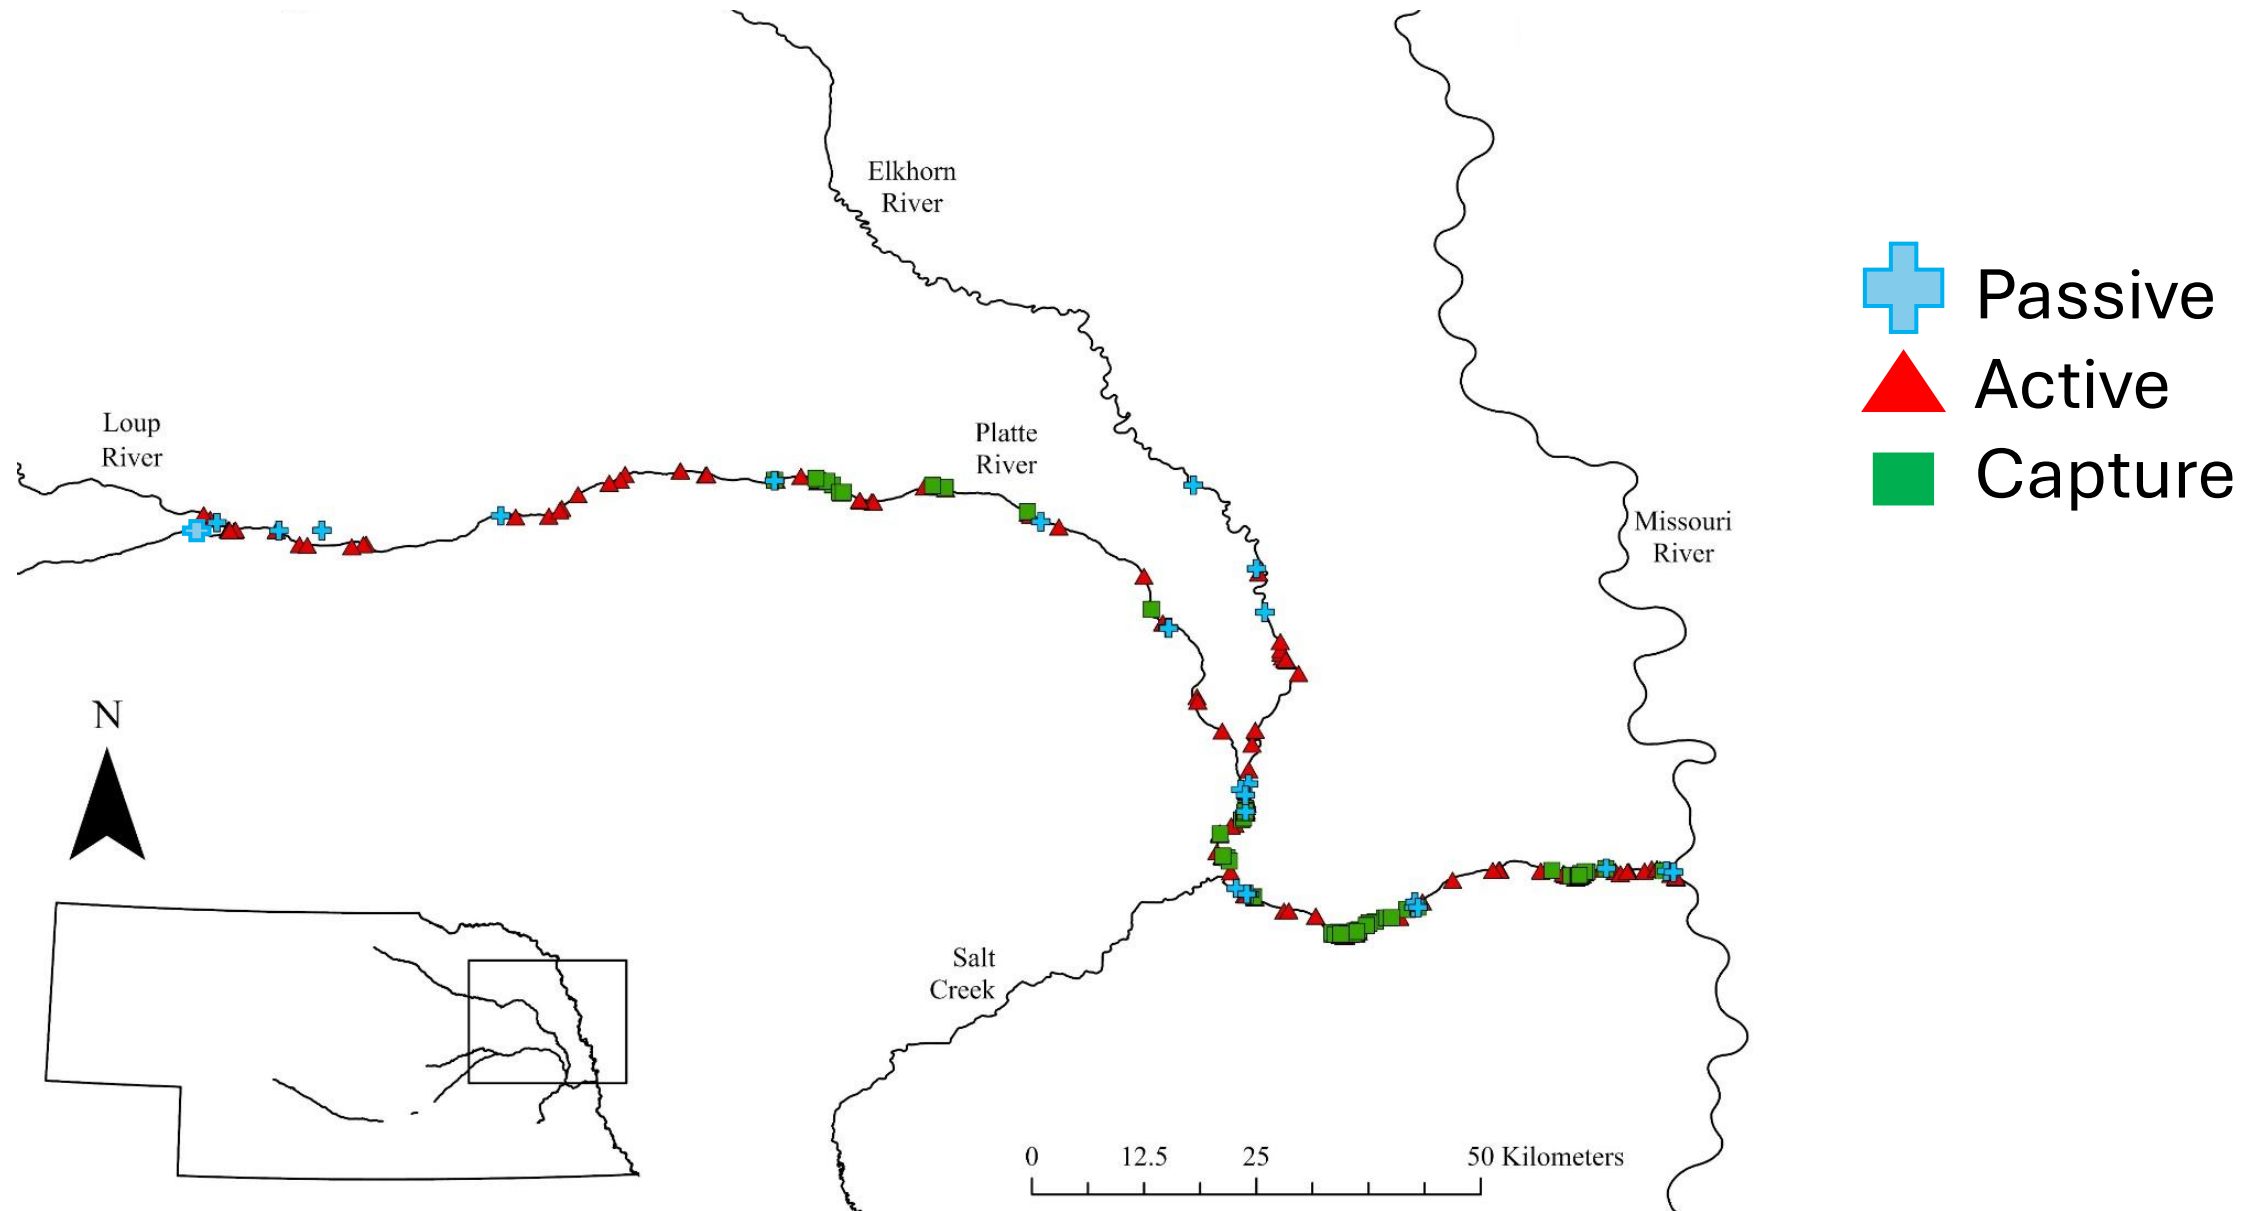 Elkhorn
River
Loup
River
Platte
River
Missouri
River
Passive
Active
Capture
N
Salt
Creek
0 12.5 25 50 Kilometers